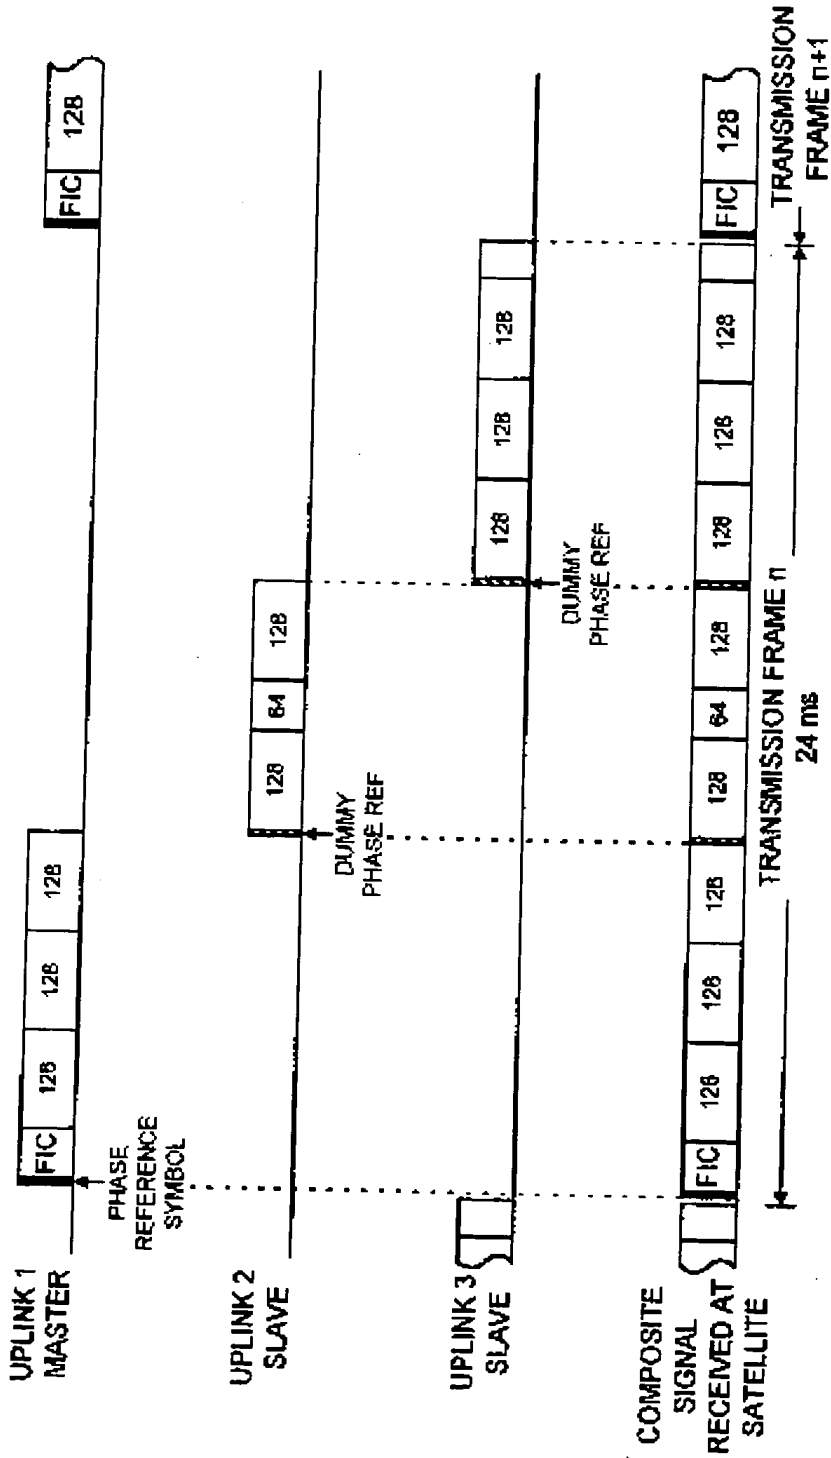 UPLINK 1
MASTER
FIC
128
128
128
FIC
128
PHASE
REFERENCE
SYMBOL
UPLINK 2
SLAVE
128
64
128
DUMMY
PHASE REF
UPLINK 3
SLAVE
128
128
128
DUMMY
PHASE REF
COMPOSITE
SIGNAL
RECEIVED AT
SATELLITE
FIC
128
128
128
128
64
128
128
128
128
FIC
128
TRANSMISSION FRAME n
24 ms
TRANSMISSION
FRAME n+1